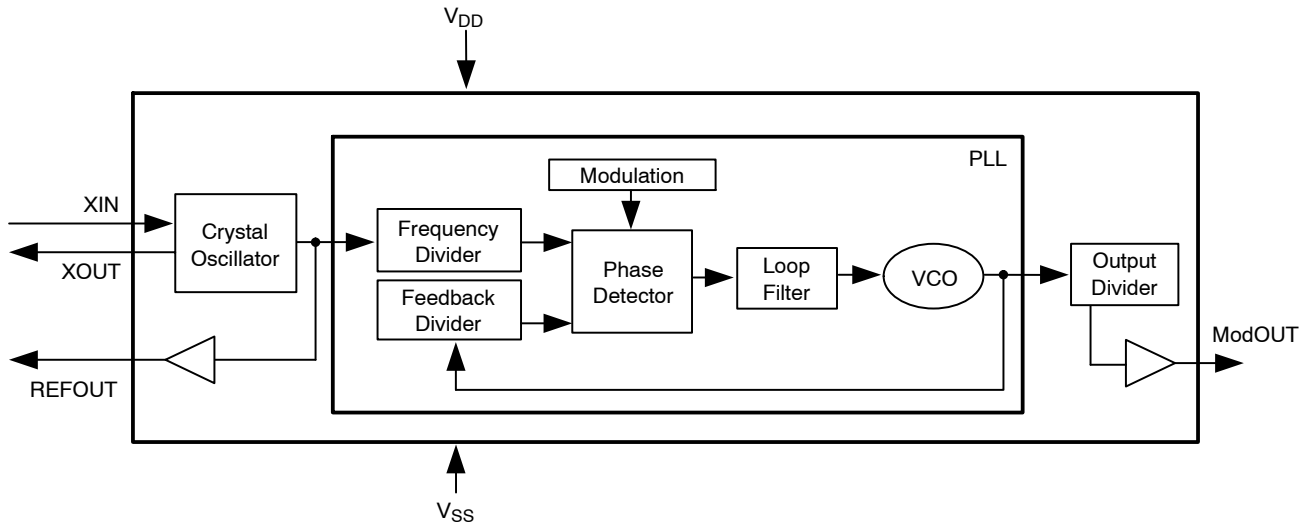 VDD
PLL
Modulation
XIN
XOUT
Crystal
Oscillator
Frequency
Divider
Feedback
Divider
Phase
Detector
Loop
Filter
VCO
Output
Divider
ModOUT
REFOUT
VSS